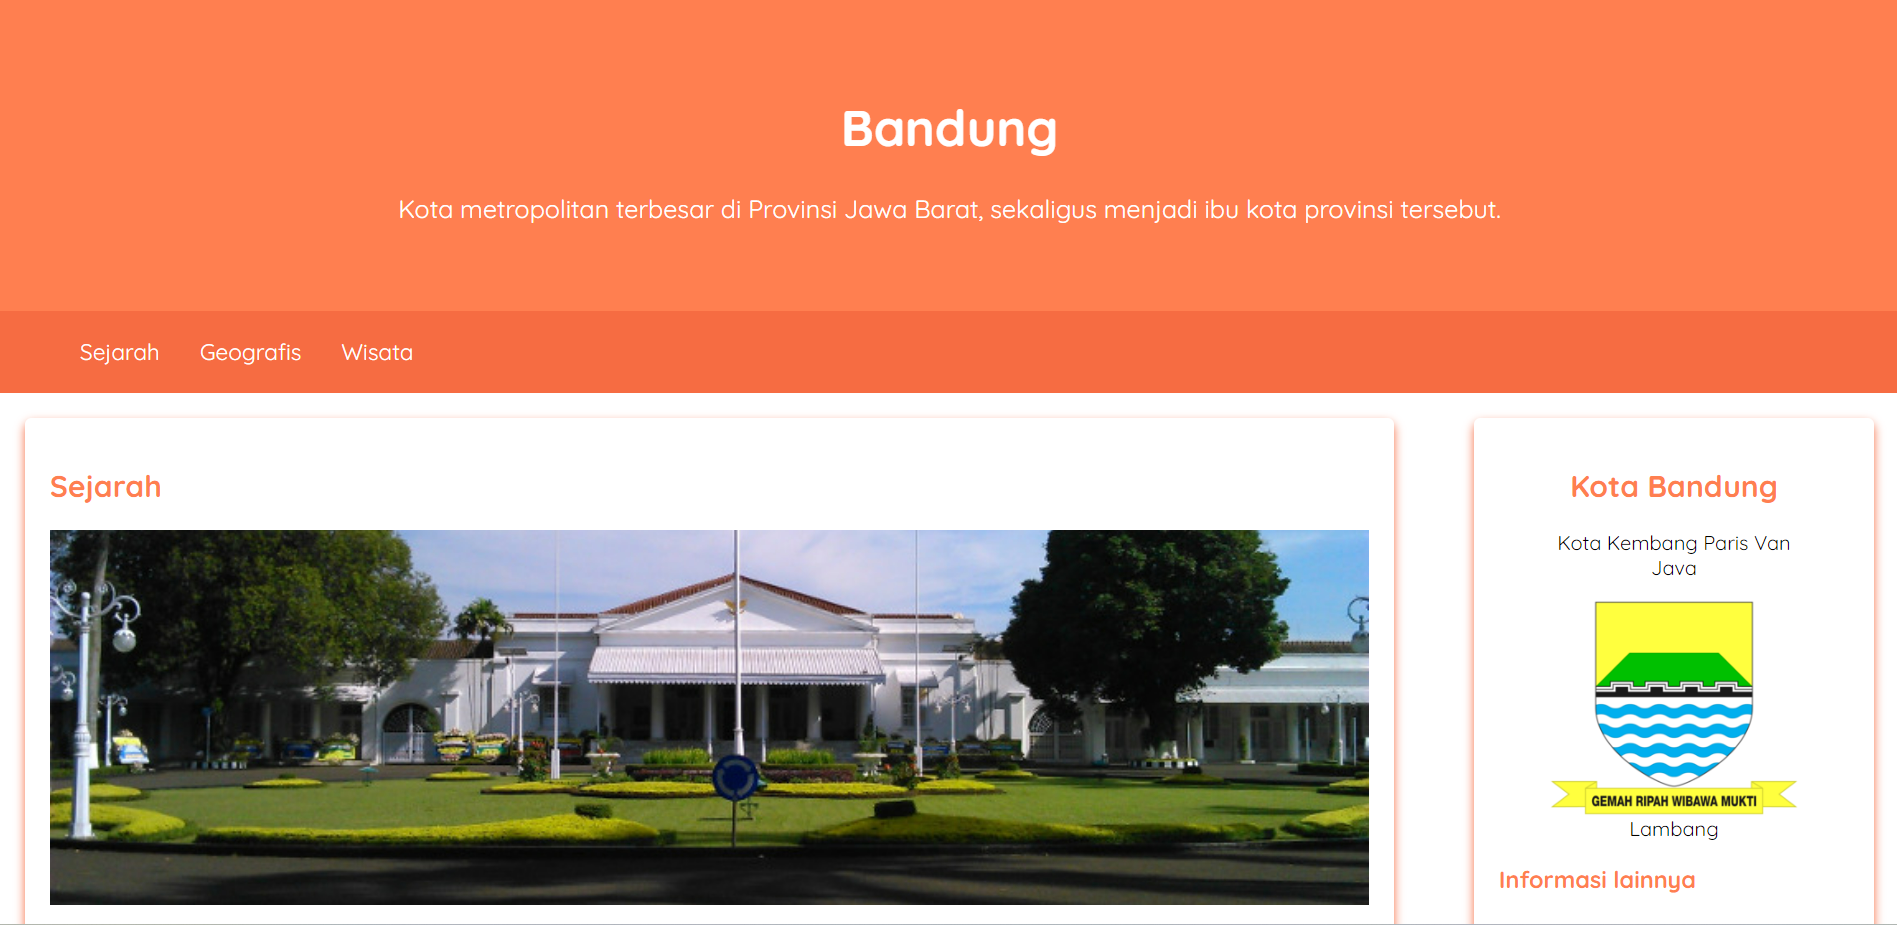 Bandung
Kota metropolitan terbesar di Provinsi Jawa Barat, sekaligus menjadi ibu kota provinsi tersebut.
Sejarah
Geografis
Wisata
Sejarah
Kota Bandung
Kota Kembang Paris Van
Java
GEMAH RIPAH WIBAWA MUKTI
Lambang
Informasi lainnya